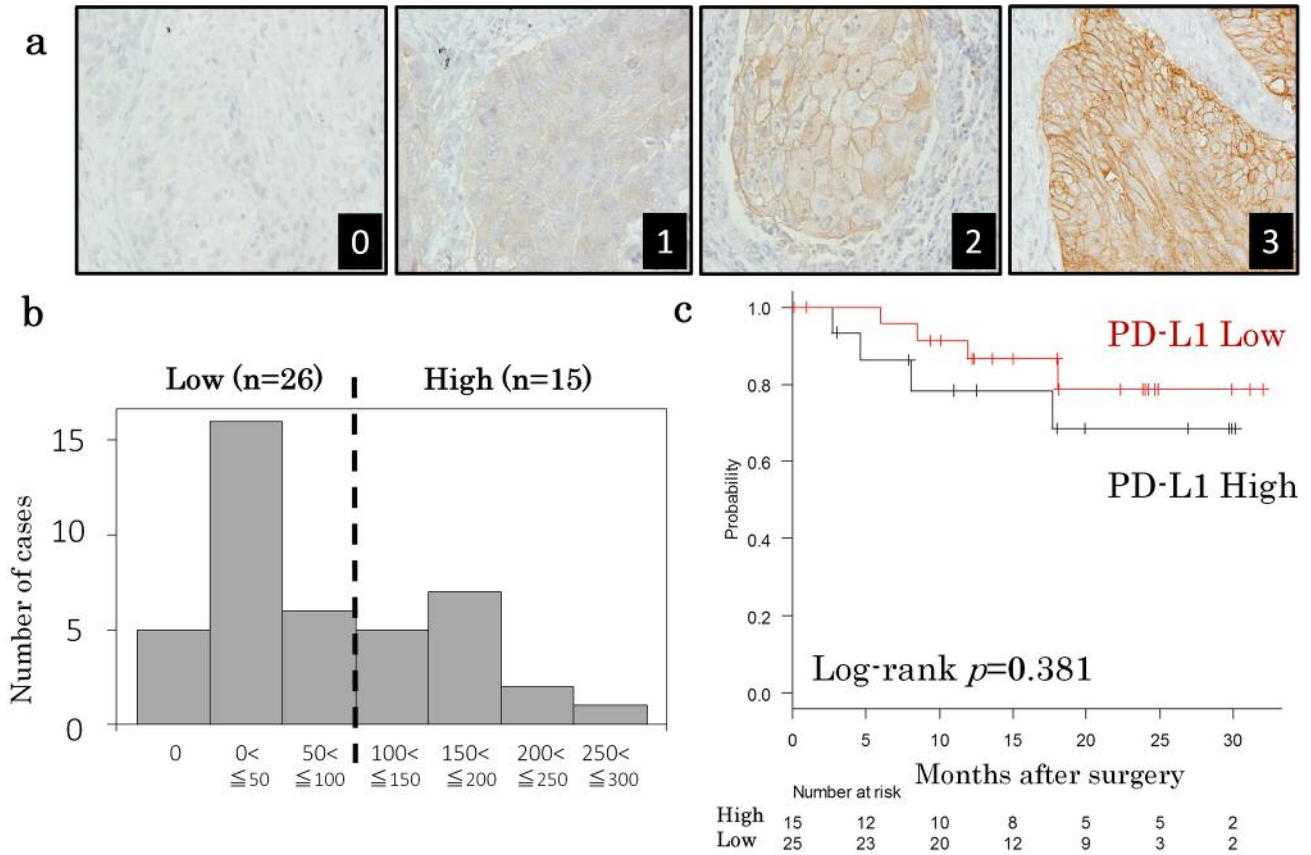 a
0
1
2
3
b
Low (n=26)
High (n=15)
Number of cases
15
10
5
0
0 0< 50< 100< 150< 200< 250<
≦50 ≦100 ≦150 ≦200 ≦250 ≦300
c
PD-L1 Low
PD-L1 High
Probability
1.0
0.8
0.6
0.4
0.2
0.0
Log-rank p=0.381
0 5 10 15 20 25 30
Months after surgery
Number at risk
High 15 12 10 8 5 5 2
Low 25 23 20 12 9 3 2